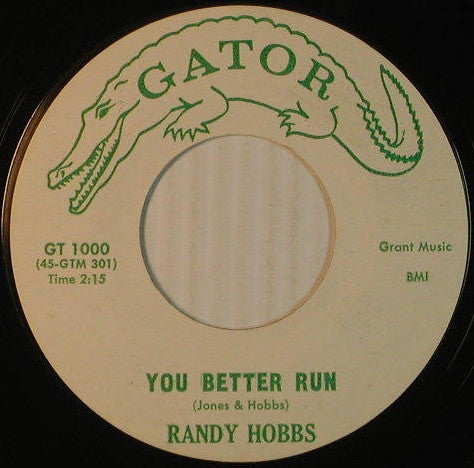 GATOR
GT 1000
(45-GTM 301)
Time 2:15
Grant Music
BMI
YOU BETTER RUN
(Jones & Hobbs)
RANDY HOBBS